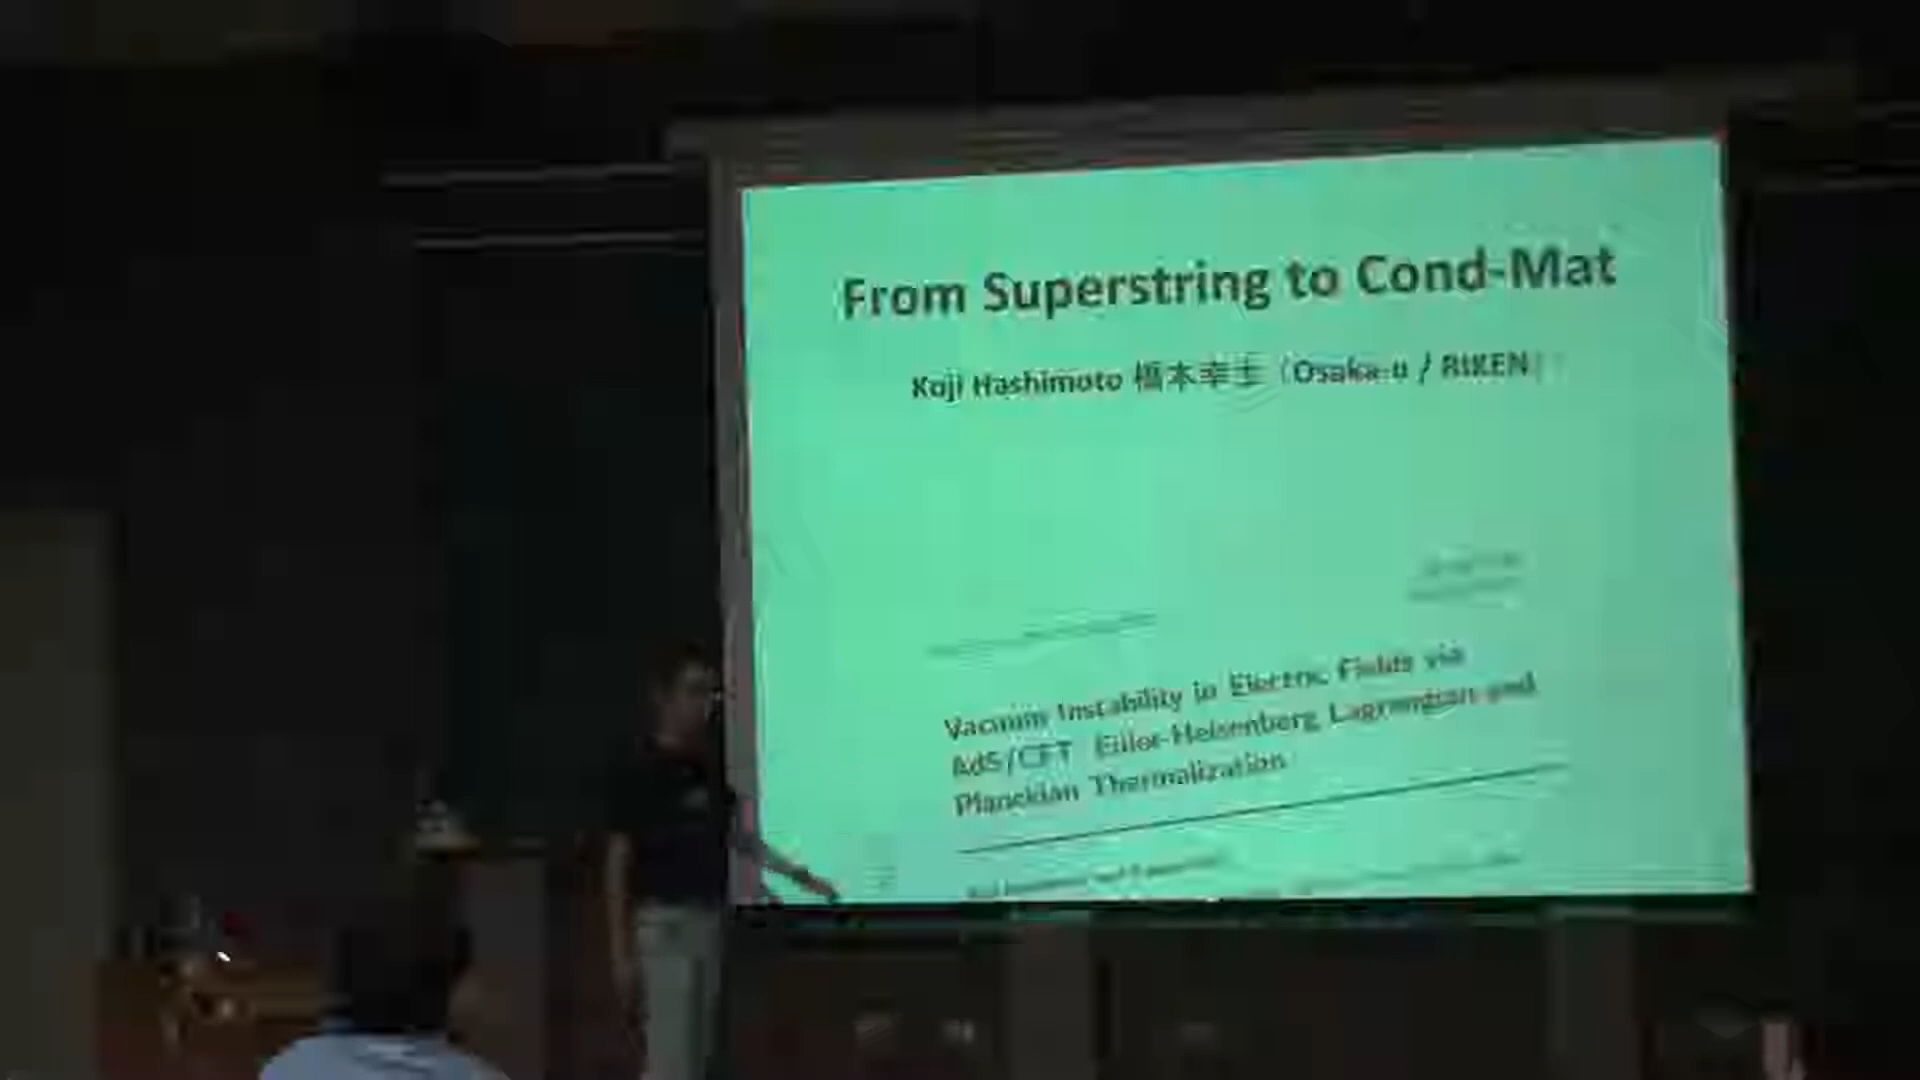 From Superstring to Cond-Mat
Koji Hashimoto 橋本幸士 (Osaka-u / RIKEN)
Vacuum Instability in Electric Fields via
AdS/CFT Euler-Heisenberg Lagrangian and
Planckian Thermalization